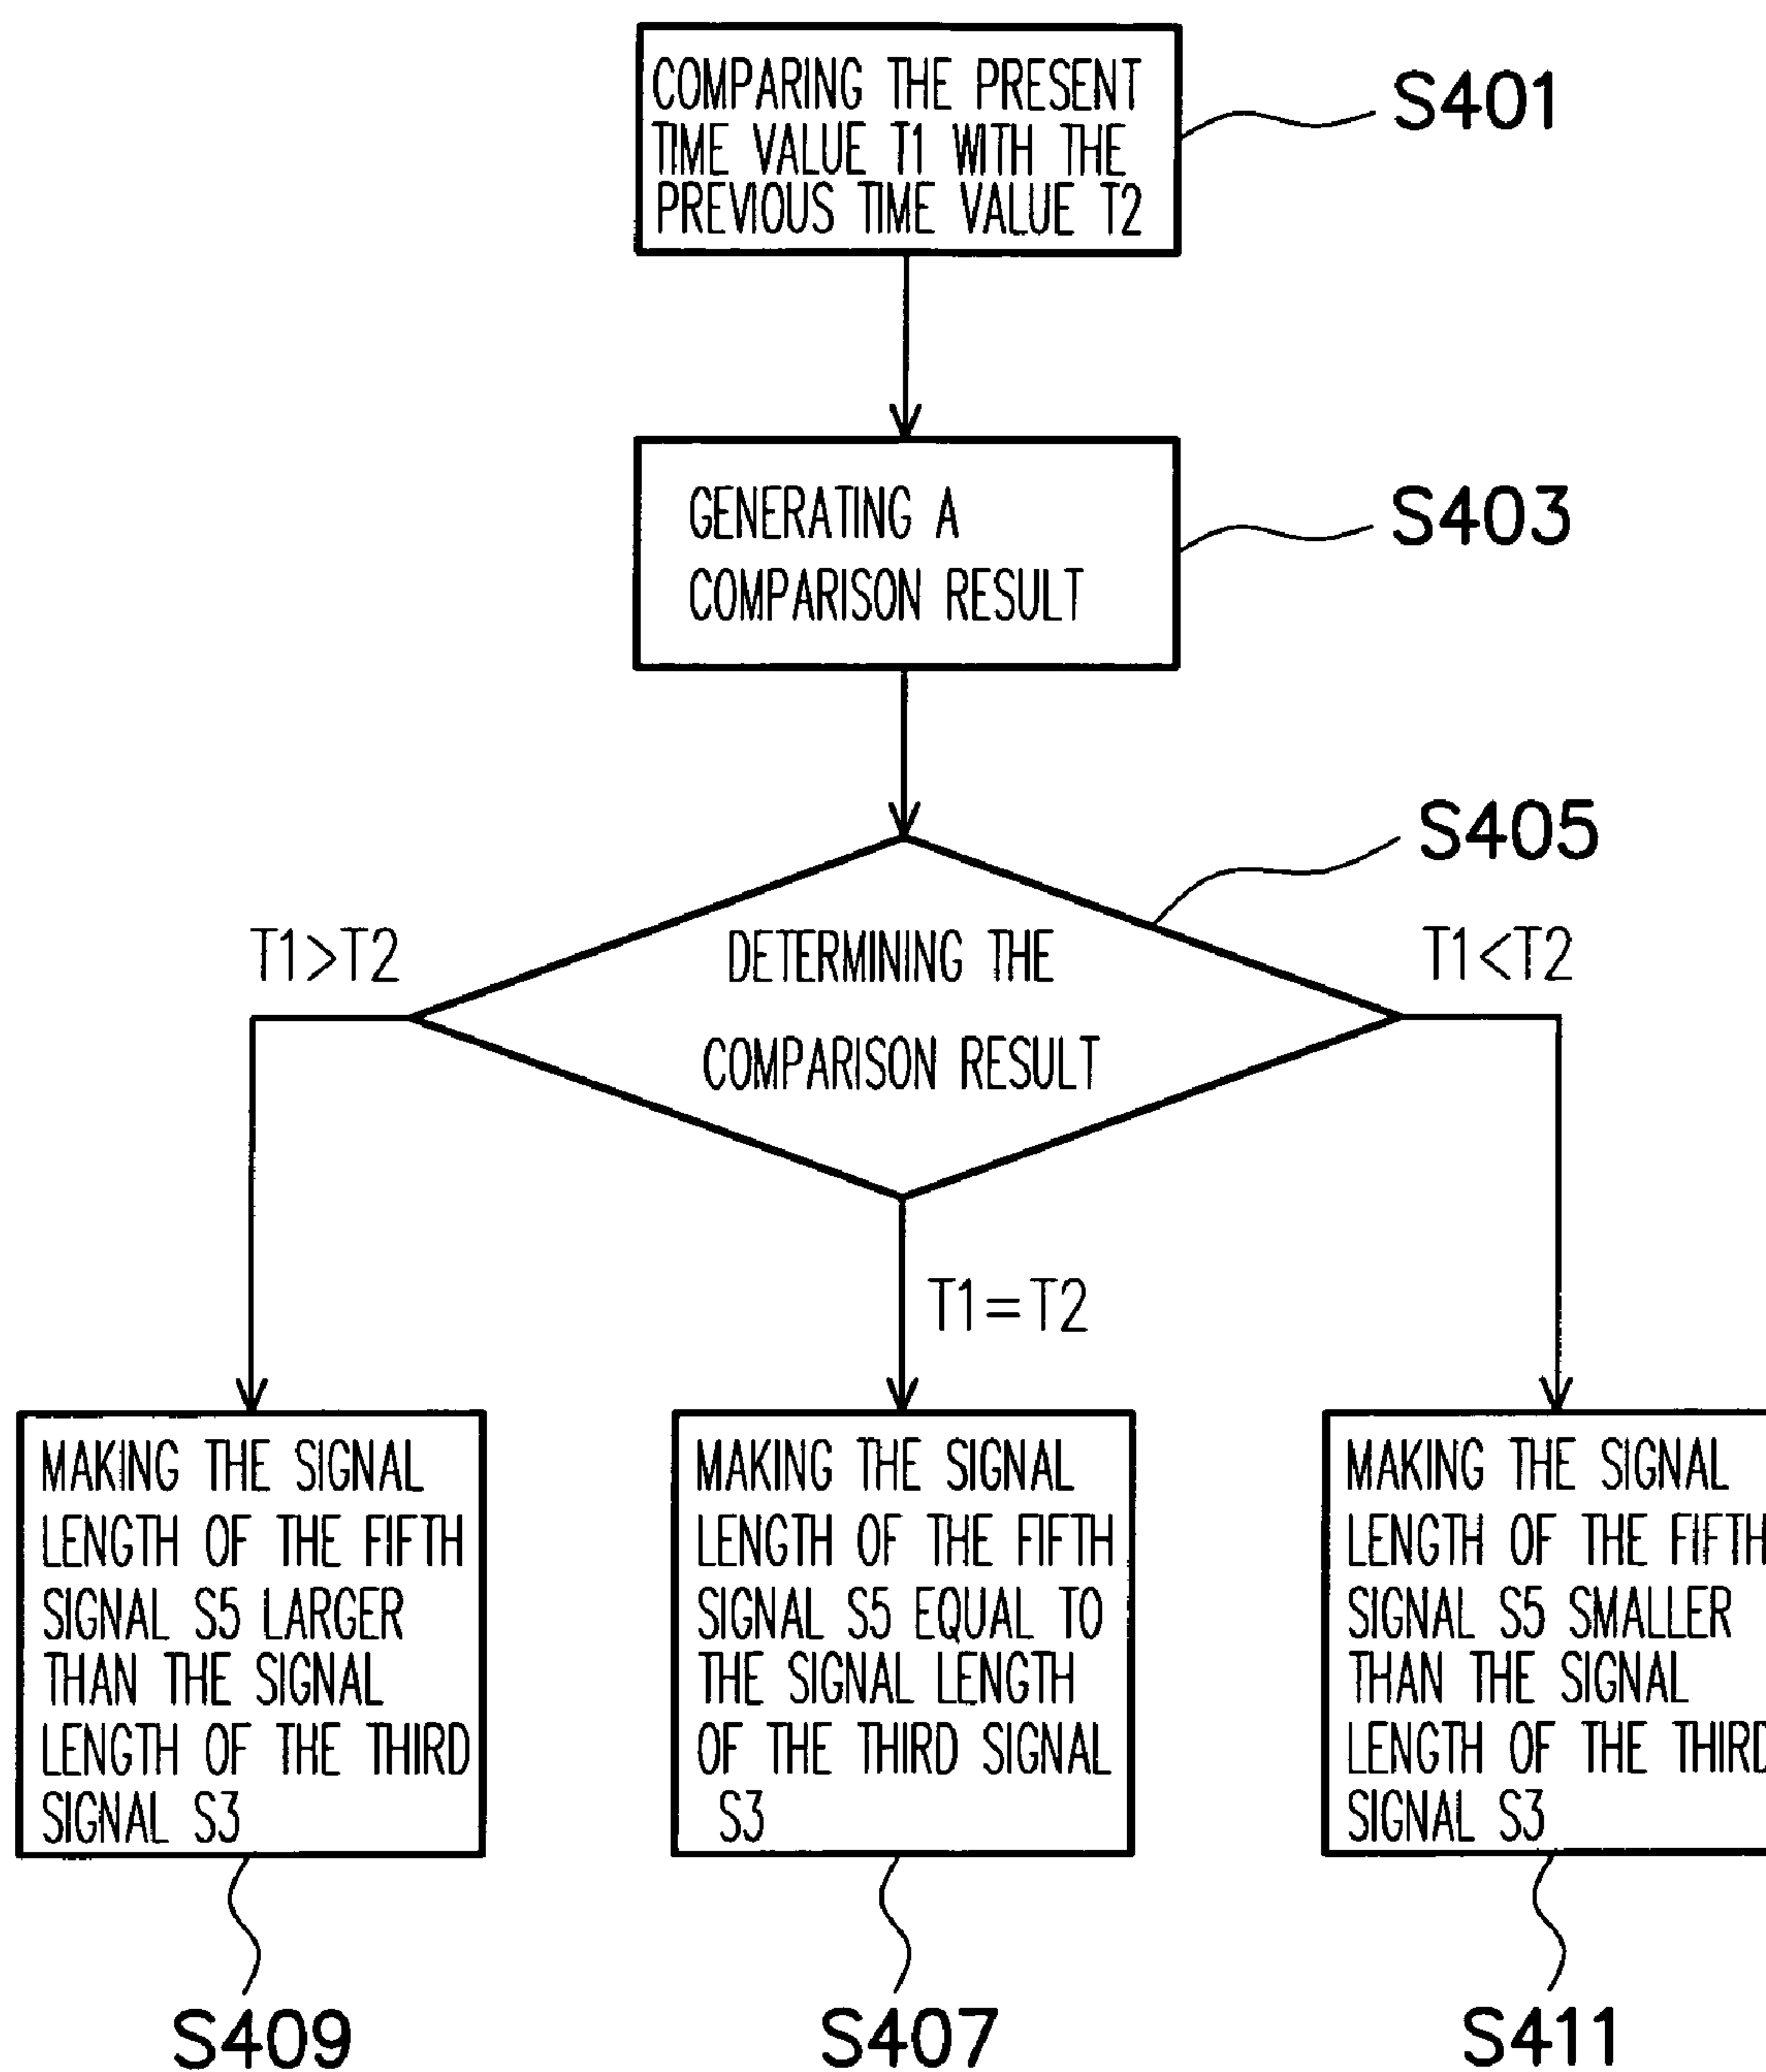 COMPARING THE PRESENT
TIME VALUE T1 WITH THE
PREVIOUS TIME VALUE T2
S401
GENERATING A
COMPARISON RESULT
S403
S405
T1>T2
DETERMINING THE
COMPARISON RESULT
T1<T2
T1=T2
MAKING THE SIGNAL
LENGTH OF THE FIFTH
SIGNAL S5 LARGER
THAN THE SIGNAL
LENGTH OF THE THIRD
SIGNAL S3
MAKING THE SIGNAL
LENGTH OF THE FIFTH
SIGNAL S5 EQUAL TO
THE SIGNAL LENGTH
OF THE THIRD SIGNAL
S3
MAKING THE SIGNAL
LENGTH OF THE FIFTH
SIGNAL S5 SMALLER
THAN THE SIGNAL
LENGTH OF THE THIRD
SIGNAL S3
S409
S407
S411